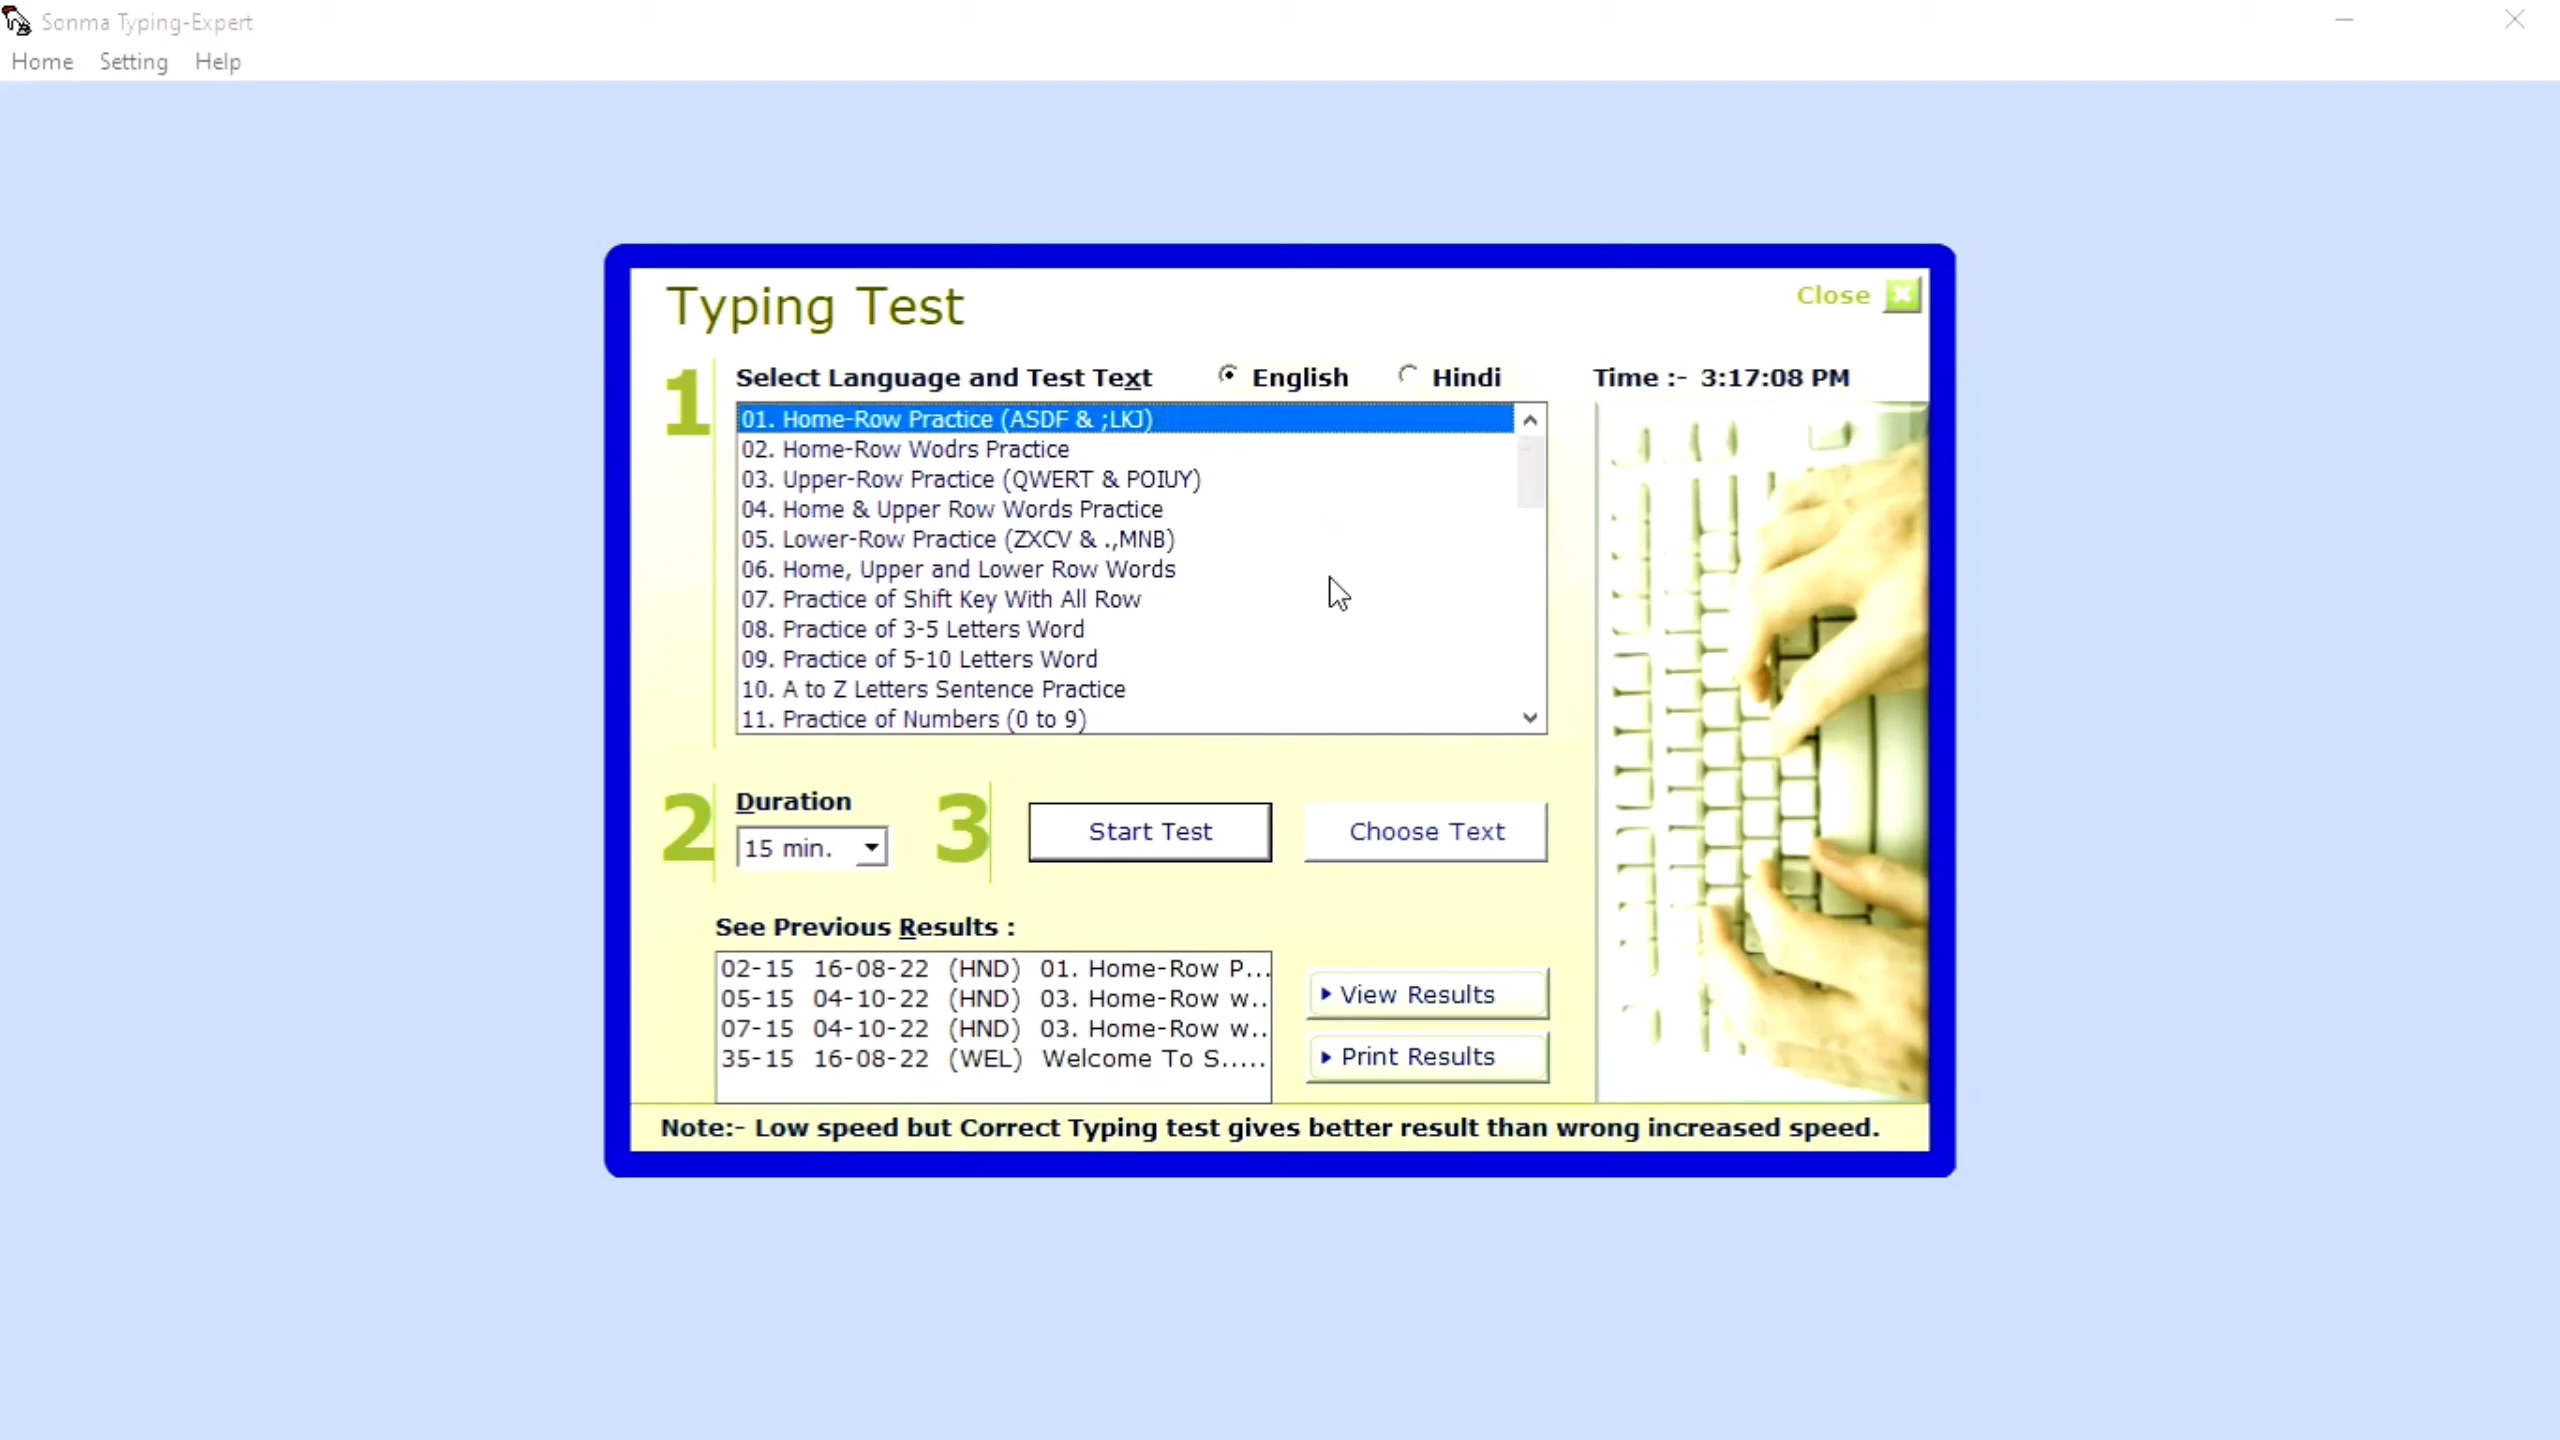 Sonma Typing-Expert
Home Setting Help
Typing Test
Close
1
Select Language and Test Text English Hindi
Time :- 3:17:08 PM
01. Home-Row Practice (ASDF & ;LKJ)
02. Home-Row Wodrs Practice
03. Upper-Row Practice (QWERT & POIUY)
04. Home & Upper Row Words Practice
05. Lower-Row Practice (ZXCV & .,MNB)
06. Home, Upper and Lower Row Words
07. Practice of Shift Key With All Row
08. Practice of 3-5 Letters Word
09. Practice of 5-10 Letters Word
10. A to Z Letters Sentence Practice
11. Practice of Numbers (0 to 9)
2
Duration
15 min.
3
Start Test
Choose Text
See Previous Results :
02-15 16-08-22 (HND) 01. Home-Row P...
05-15 04-10-22 (HND) 03. Home-Row w..
07-15 04-10-22 (HND) 03. Home-Row w..
35-15 16-08-22 (WEL) Welcome To S.....
View Results
Print Results
Note:- Low speed but Correct Typing test gives better result than wrong increased speed.